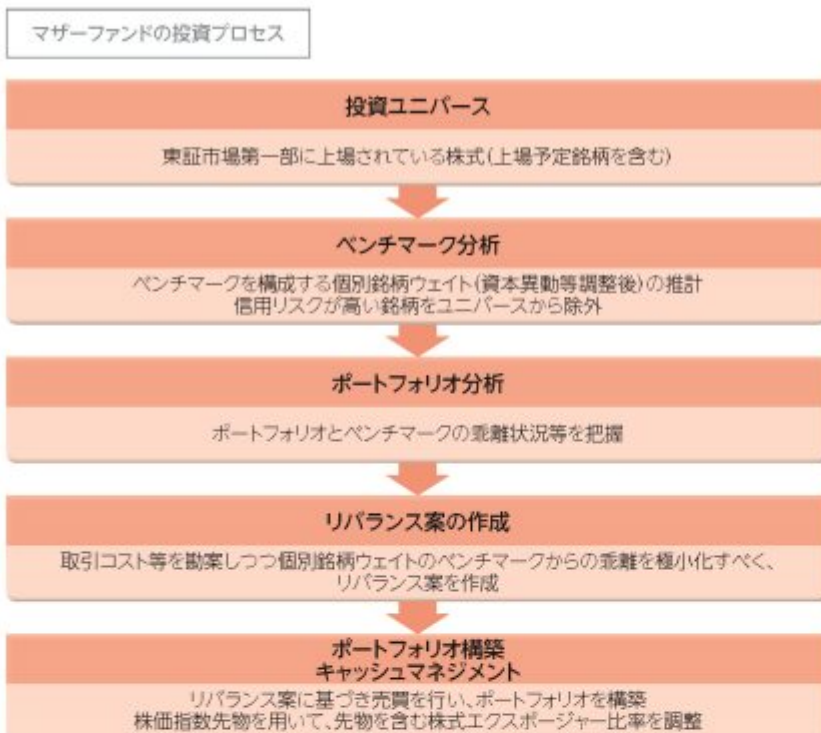 マザーファンドの投資プロセス
投資ユニバース
東証市場第一部に上場されている株式(上場予定銘柄を含む)
ベンチマーク分析
ベンチマークを構成する個別銘柄ウェイト(資本異動等調整後)の推計
信用リスクが高い銘柄をユニバースから除外
ポートフォリオ分析
ポートフォリオとベンチマークの乖離状況等を把握
リバランス案の作成
取引コスト等を勘案しつつ個別銘柄ウェイトのベンチマークからの乖離を極小化すべく、
リバランス案を作成
ポートフォリオ構築
キャッシュマネジメント
リバランス案に基づき売買を行い、ポートフォリオを構築
株価指数先物を用いて、先物を含む株式エクスポージャー比率を調整